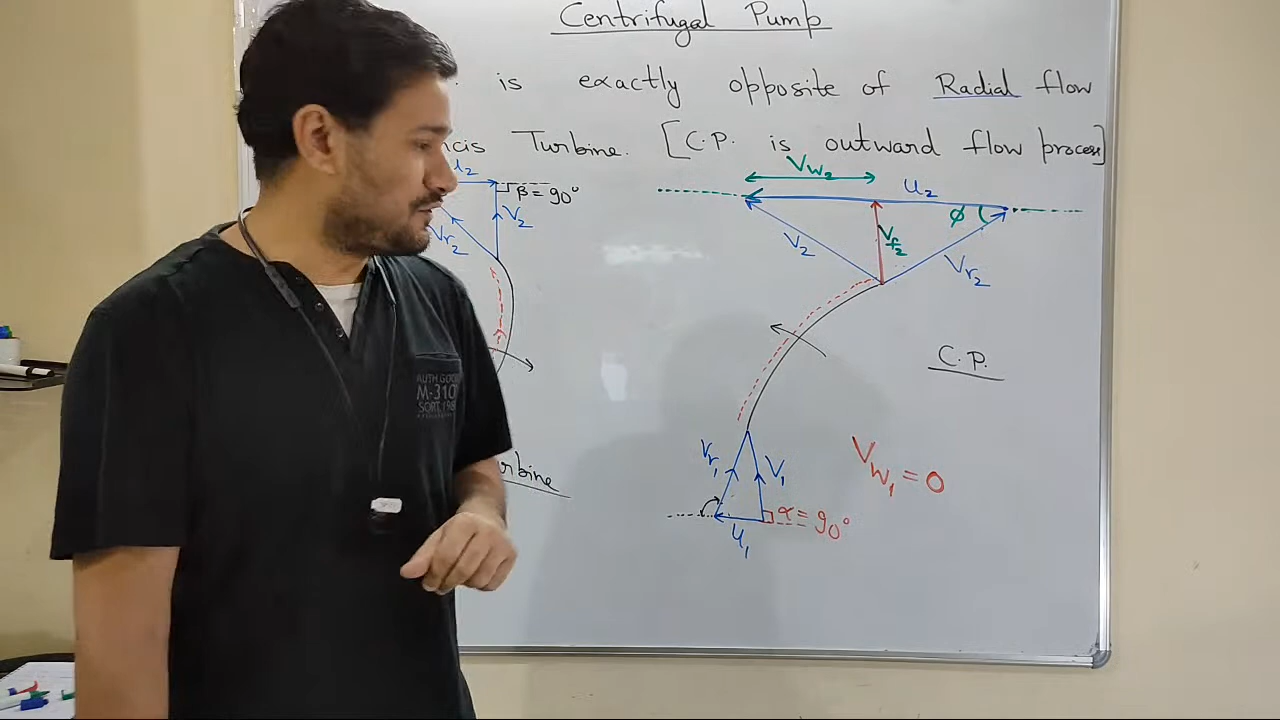 Centrifugal Pump
is exactly opposite of Radial flow
Turbine. [C.P. is outward flow process]
β = 90°
V2
Vr2
Vw2
u2
V2
Vf2
φ
Vr2
C.P.
Vr1
V1
u1
α = 90°
Vw1 = 0
M-310